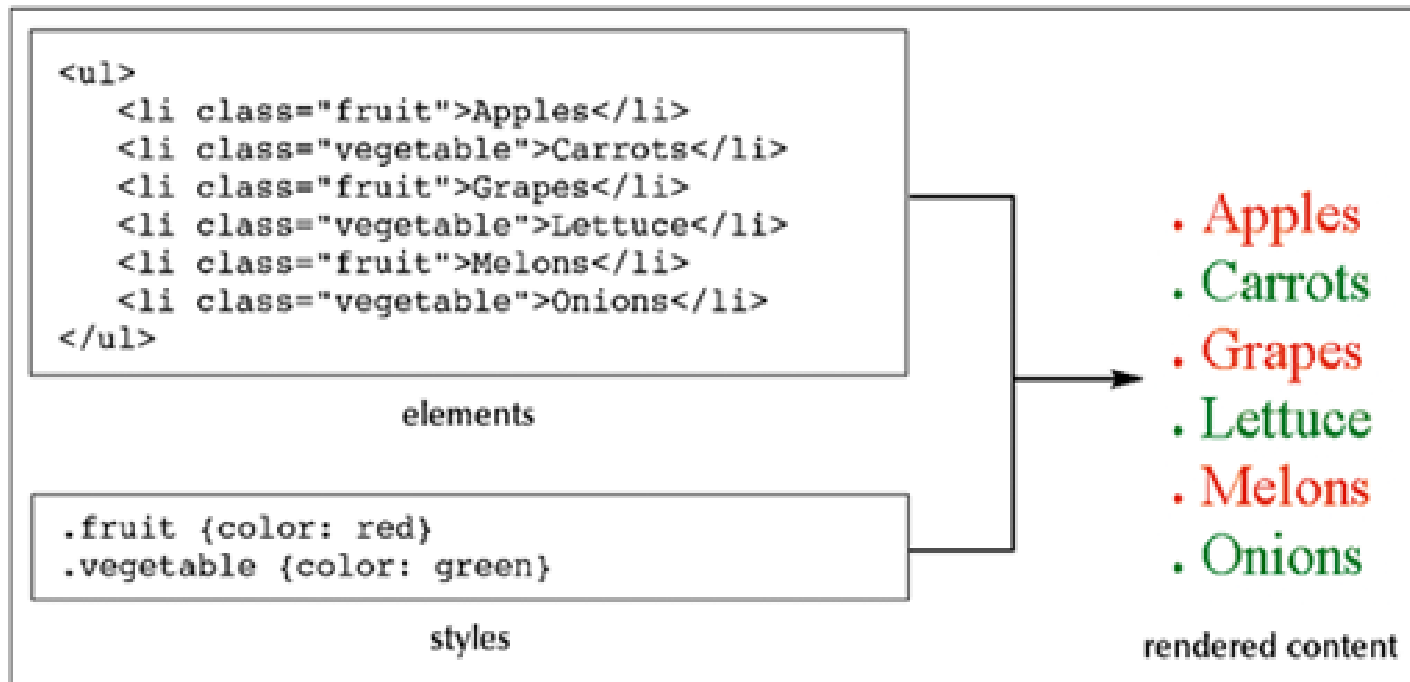 <ul>
   <li class="fruit">Apples</li>
   <li class="vegetable">Carrots</li>
   <li class="fruit">Grapes</li>
   <li class="vegetable">Lettuce</li>
   <li class="fruit">Melons</li>
   <li class="vegetable">Onions</li>
</ul>
elements
.fruit {color: red}
.vegetable {color: green}
styles
. Apples
. Carrots
. Grapes
. Lettuce
. Melons
. Onions
rendered content